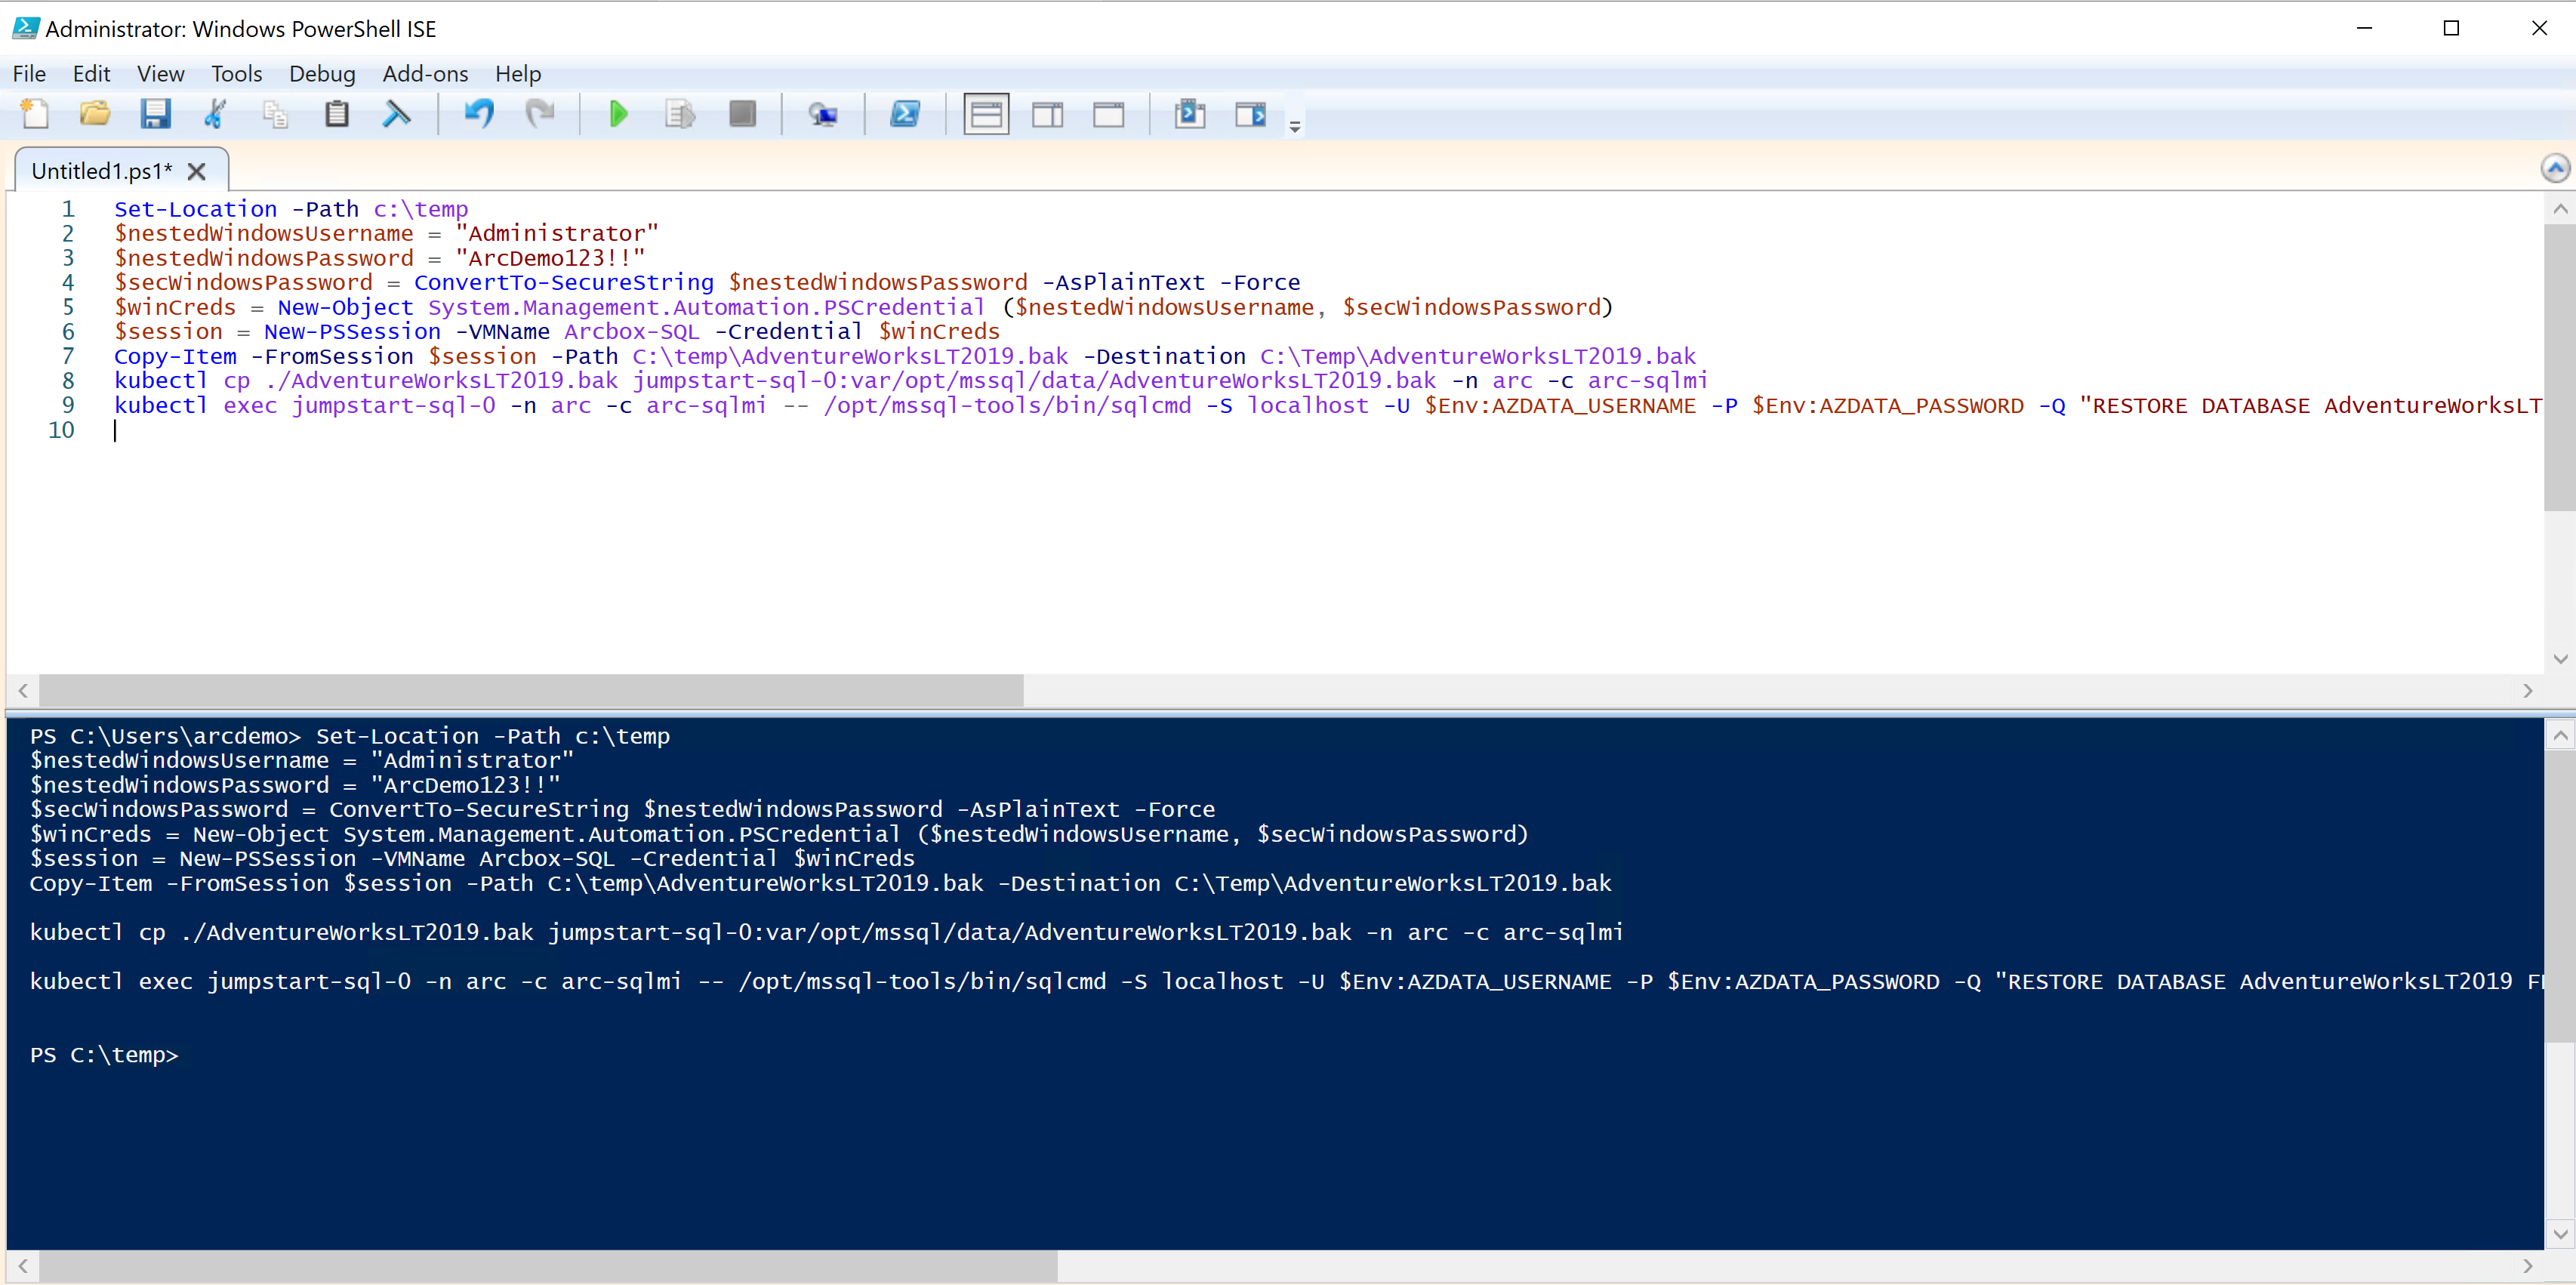 Administrator: Windows PowerShell ISE
File Edit View Tools Debug Add-ons Help
Untitled1.ps1*
1 Set-Location -Path c:\temp
2 $nestedWindowsUsername = "Administrator"
3 $nestedWindowsPassword = "ArcDemo123!!"
4 $secWindowsPassword = ConvertTo-SecureString $nestedWindowsPassword -AsPlainText -Force
5 $winCreds = New-Object System.Management.Automation.PSCredential ($nestedWindowsUsername, $secWindowsPassword)
6 $session = New-PSSession -VMName Arcbox-SQL -Credential $winCreds
7 Copy-Item -FromSession $session -Path C:\temp\AdventureWorksLT2019.bak -Destination C:\Temp\AdventureWorksLT2019.bak
8 kubectl cp ./AdventureWorksLT2019.bak jumpstart-sql-0:var/opt/mssql/data/AdventureWorksLT2019.bak -n arc -c arc-sqlmi
9 kubectl exec jumpstart-sql-0 -n arc -c arc-sqlmi -- /opt/mssql-tools/bin/sqlcmd -S localhost -U $Env:AZDATA_USERNAME -P $Env:AZDATA_PASSWORD -Q "RESTORE DATABASE AdventureWorksLT
10
PS C:\Users\arcdemo> Set-Location -Path c:\temp
$nestedWindowsUsername = "Administrator"
$nestedWindowsPassword = "ArcDemo123!!"
$secWindowsPassword = ConvertTo-SecureString $nestedWindowsPassword -AsPlainText -Force
$winCreds = New-Object System.Management.Automation.PSCredential ($nestedWindowsUsername, $secWindowsPassword)
$session = New-PSSession -VMName Arcbox-SQL -Credential $winCreds
Copy-Item -FromSession $session -Path C:\temp\AdventureWorksLT2019.bak -Destination C:\Temp\AdventureWorksLT2019.bak
kubectl cp ./AdventureWorksLT2019.bak jumpstart-sql-0:var/opt/mssql/data/AdventureWorksLT2019.bak -n arc -c arc-sqlmi
kubectl exec jumpstart-sql-0 -n arc -c arc-sqlmi -- /opt/mssql-tools/bin/sqlcmd -S localhost -U $Env:AZDATA_USERNAME -P $Env:AZDATA_PASSWORD -Q "RESTORE DATABASE AdventureWorksLT2019
PS C:\temp>